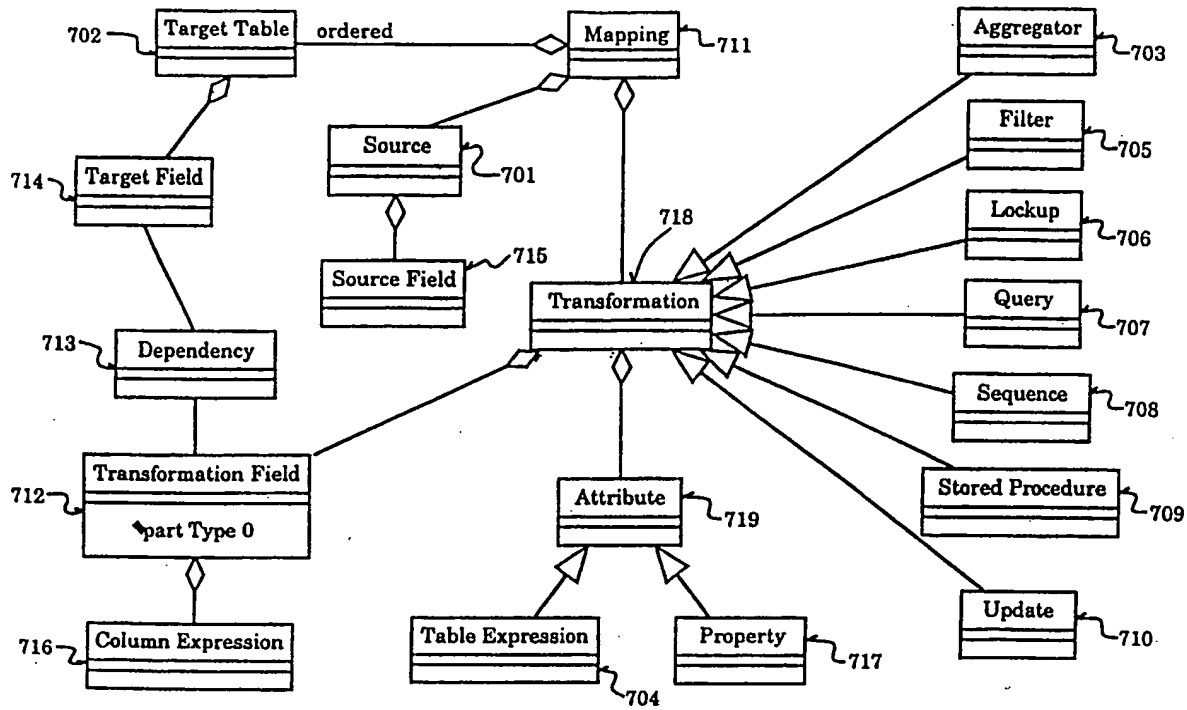 Target Table
702
ordered
Mapping
711
Aggregator
703
Source
701
Filter
705
Target Field
714
Lockup
706
718
Source Field
715
Transformation
Query
707
Dependency
713
Sequence
708
Transformation Field
712
part Type 0
Attribute
719
Stored Procedure
709
Column Expression
716
Table Expression
704
Property
717
Update
710